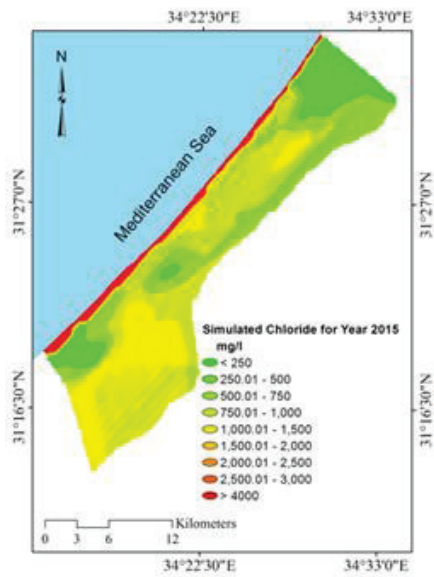 34°22'30"E 34°33'0"E
N
Mediterranean Sea
31°27'0"N 31°27'0"N
Simulated Chloride for Year 2015
mg/l
< 250
250.01 - 500
500.01 - 750
750.01 - 1,000
1,000.01 - 1,500
1,500.01 - 2,000
2,000.01 - 2,500
2,500.01 - 3,000
> 4000
31°16'30"N 31°16'30"N
Kilometers
0 3 6 12
34°22'30"E 34°33'0"E